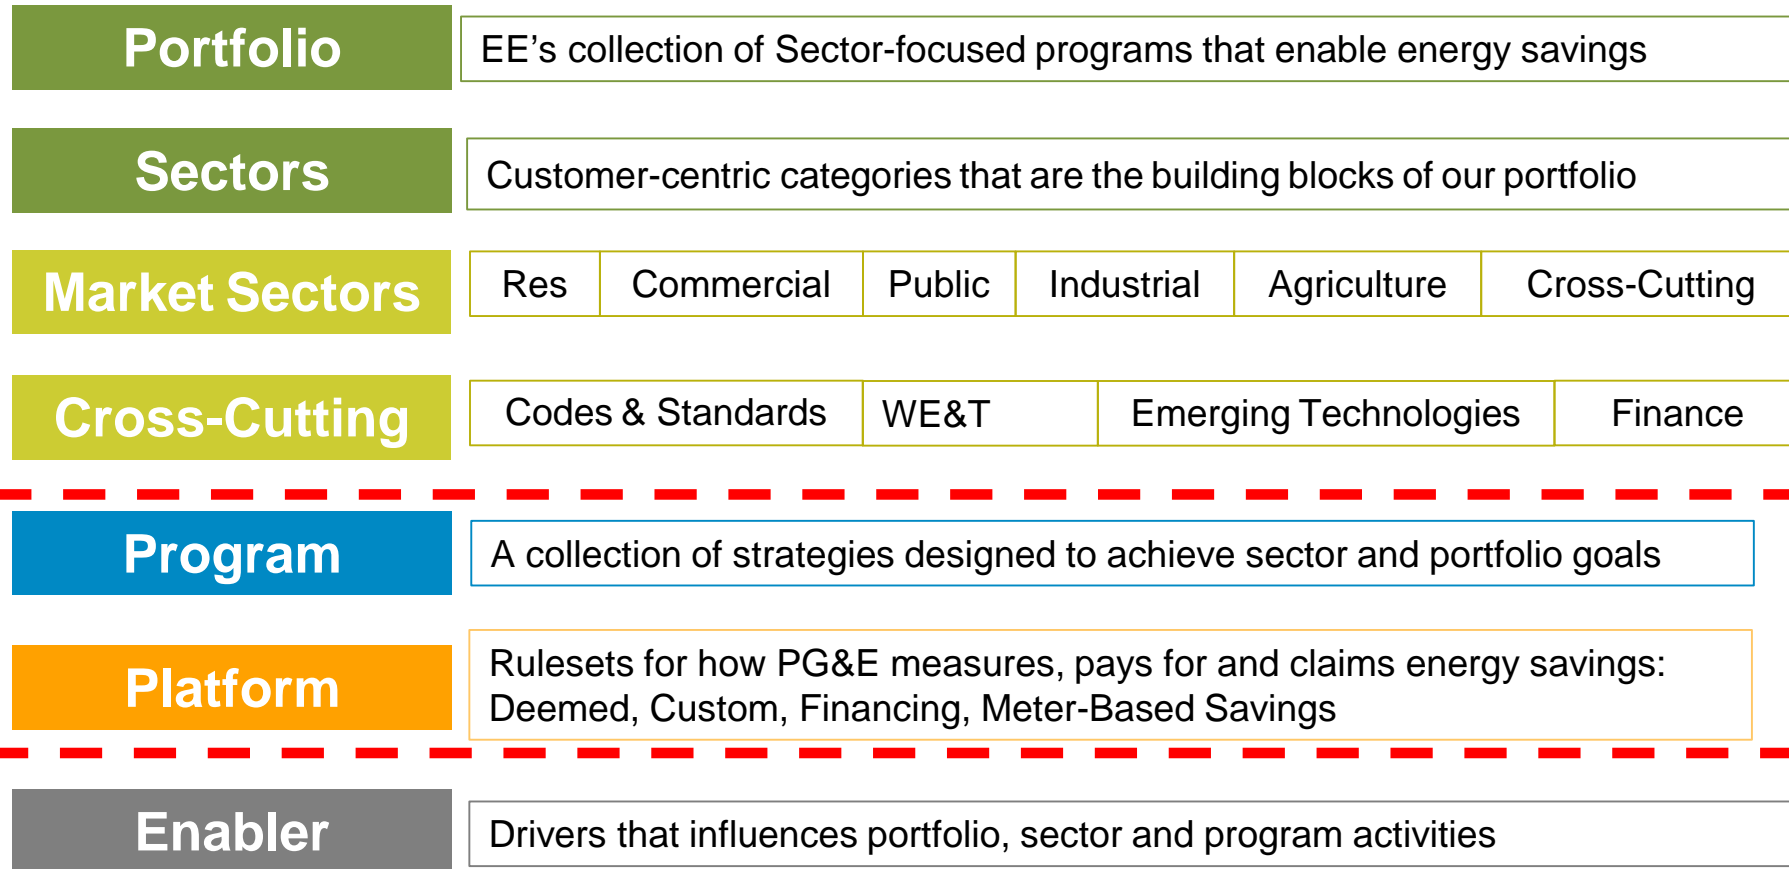 Portfolio
EE’s collection of Sector-focused programs that enable energy savings
Sectors
Customer-centric categories that are the building blocks of our portfolio
Market Sectors
Res Commercial Public Industrial Agriculture Cross-Cutting
Cross-Cutting
Codes & Standards WE&T Emerging Technologies Finance
Program
A collection of strategies designed to achieve sector and portfolio goals
Platform
Rulesets for how PG&E measures, pays for and claims energy savings:
Deemed, Custom, Financing, Meter-Based Savings
Enabler
Drivers that influences portfolio, sector and program activities